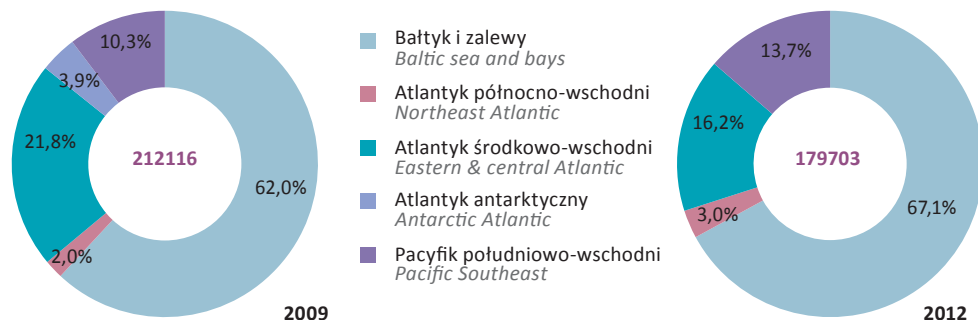 10,3%
3,9%
21,8%
212116
62,0%
2,0%
2009
Bałtyk i zalewy
Baltic sea and bays
Atlantyk północno-wschodni
Northeast Atlantic
Atlantyk środkowo-wschodni
Eastern & central Atlantic
Atlantyk antarktyczny
Antarctic Atlantic
Pacyfik południowo-wschodni
Pacific Southeast
13,7%
16,2%
179703
67,1%
3,0%
2012